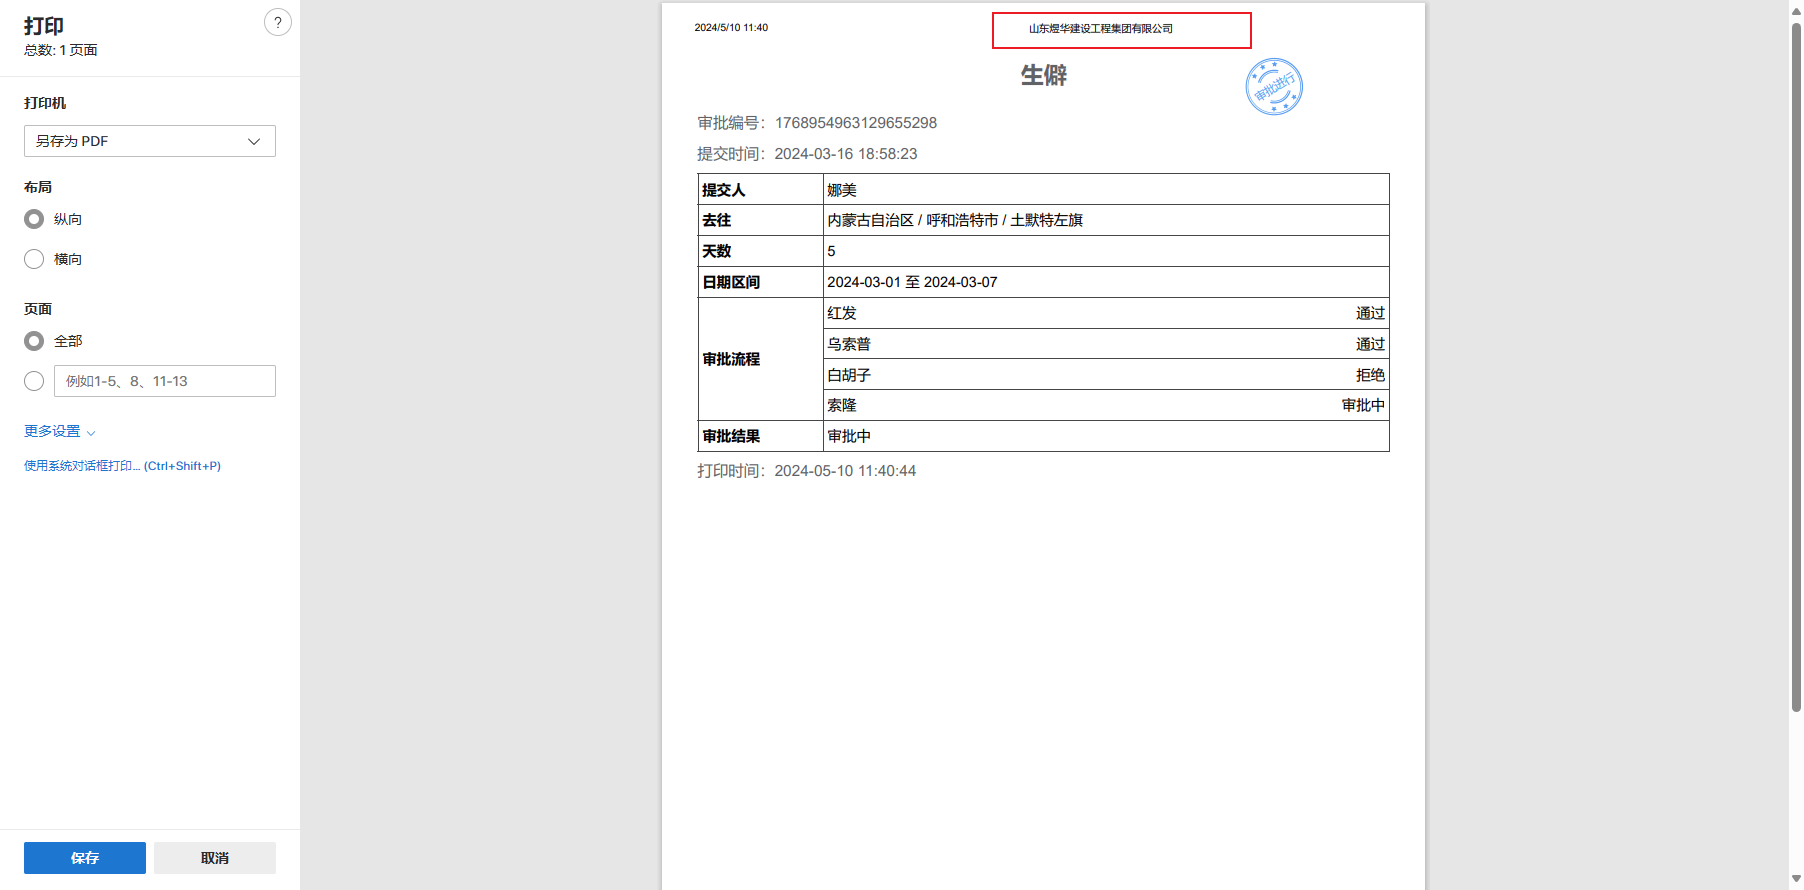 打印
?
总数: 1 页面
打印机
另存为 PDF
布局
纵向
横向
页面
全部
例如1-5、8、11-13
更多设置
使用系统对话框打印... (Ctrl+Shift+P)
保存
取消
2024/5/10 11:40
山东煜华建设工程集团有限公司
生僻
审批进行
审批编号：1768954963129655298
提交时间：2024-03-16 18:58:23
提交人 娜美
去往 内蒙古自治区 / 呼和浩特市 / 土默特左旗
天数 5
日期区间 2024-03-01 至 2024-03-07
审批流程
红发 通过
乌索普 通过
白胡子 拒绝
索隆 审批中
审批结果 审批中
打印时间：2024-05-10 11:40:44